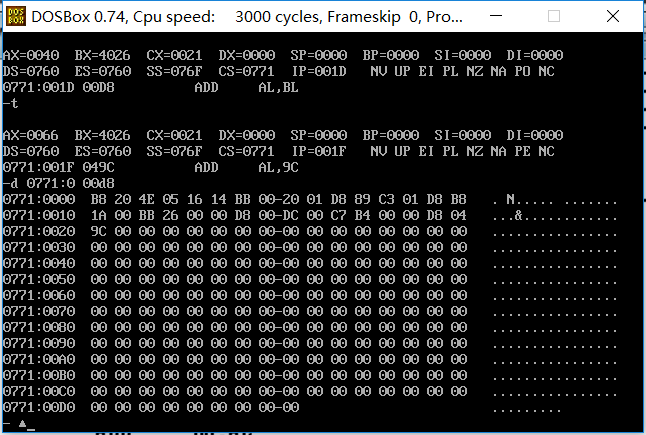 DOSBox 0.74, Cpu speed: 3000 cycles, Frameskip 0, Pro...
AX=0040 BX=4026 CX=0021 DX=0000 SP=0000 BP=0000 SI=0000 DI=0000
DS=0760 ES=0760 SS=076F CS=0771 IP=001D NV UP EI PL NZ NA PO NC
0771:001D 00D8 ADD AL,BL
-t
AX=0066 BX=4026 CX=0021 DX=0000 SP=0000 BP=0000 SI=0000 DI=0000
DS=0760 ES=0760 SS=076F CS=0771 IP=001F NV UP EI PL NZ NA PE NC
0771:001F 049C ADD AL,9C
-d 0771:0 00d8
0771:0000 B8 20 4E 05 16 14 BB 00-20 01 D8 89 C3 01 D8 B8 . N..... .......
0771:0010 1A 00 BB 26 00 00 D8 00-DC 00 C7 B4 00 00 D8 04 ...&............
0771:0020 9C 00 00 00 00 00 00 00-00 00 00 00 00 00 00 00 ................
0771:0030 00 00 00 00 00 00 00 00-00 00 00 00 00 00 00 00 ................
0771:0040 00 00 00 00 00 00 00 00-00 00 00 00 00 00 00 00 ................
0771:0050 00 00 00 00 00 00 00 00-00 00 00 00 00 00 00 00 ................
0771:0060 00 00 00 00 00 00 00 00-00 00 00 00 00 00 00 00 ................
0771:0070 00 00 00 00 00 00 00 00-00 00 00 00 00 00 00 00 ................
0771:0080 00 00 00 00 00 00 00 00-00 00 00 00 00 00 00 00 ................
0771:0090 00 00 00 00 00 00 00 00-00 00 00 00 00 00 00 00 ................
0771:00A0 00 00 00 00 00 00 00 00-00 00 00 00 00 00 00 00 ................
0771:00B0 00 00 00 00 00 00 00 00-00 00 00 00 00 00 00 00 ................
0771:00C0 00 00 00 00 00 00 00 00-00 00 00 00 00 00 00 00 ................
0771:00D0 00 00 00 00 00 00 00 00-00 .........
- ▲_